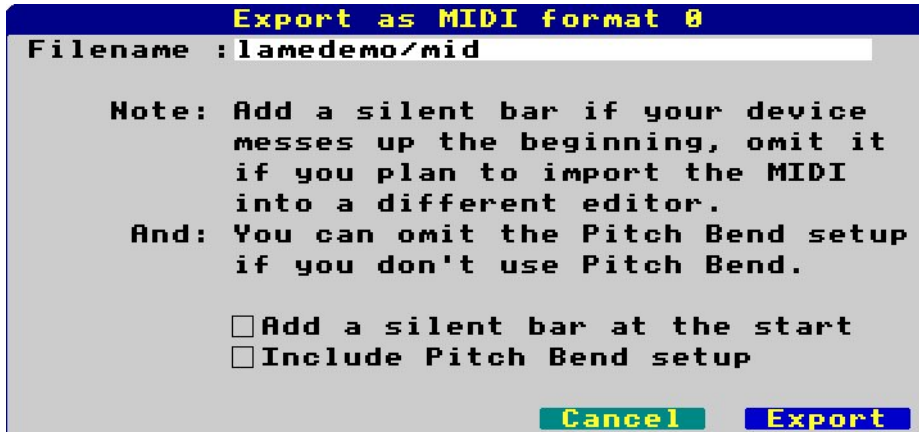 Export as MIDI format 0
Filename :lamedemo/mid
Note: Add a silent bar if your device
messes up the beginning, omit it
if you plan to import the MIDI
into a different editor.
And: You can omit the Pitch Bend setup
if you don't use Pitch Bend.
Add a silent bar at the start
Include Pitch Bend setup
Cancel Export